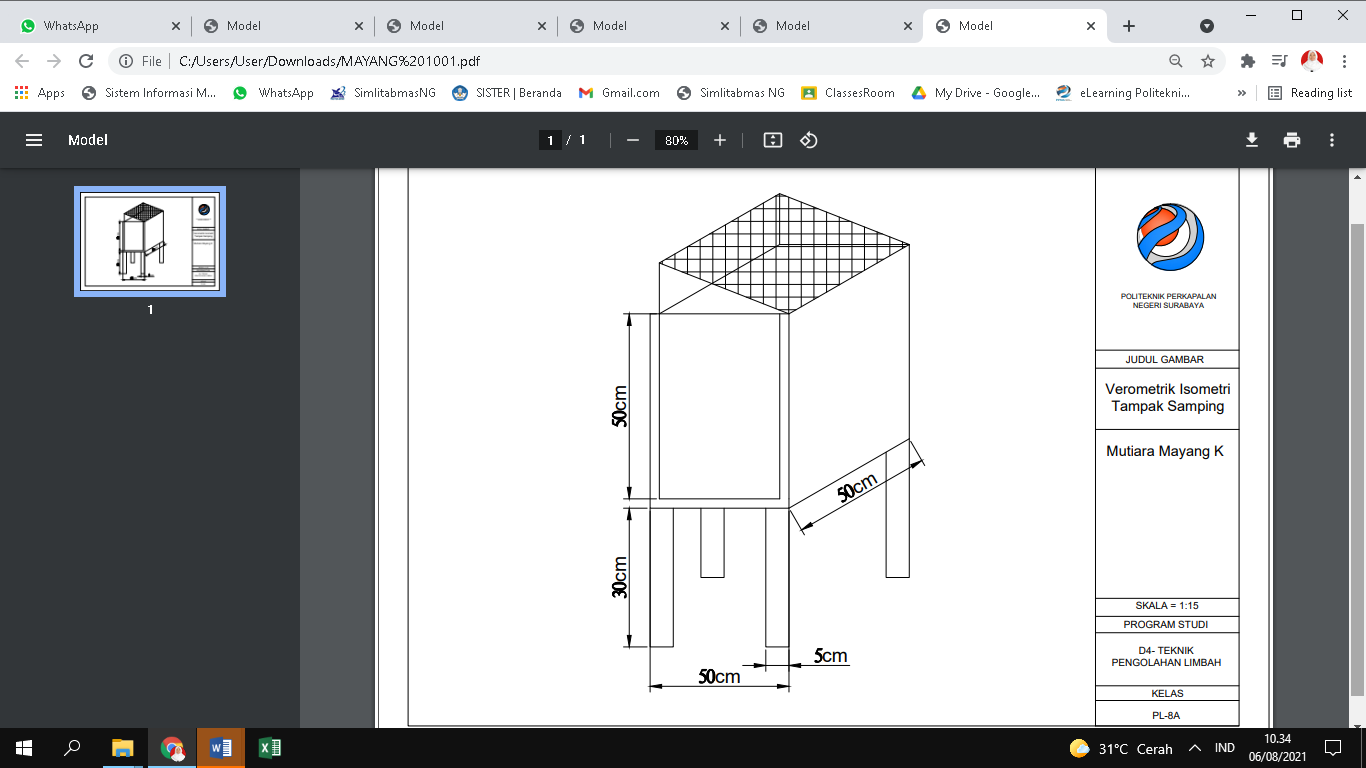 WhatsApp
Model
Model
Model
Model
Model
File
C:/Users/User/Downloads/MAYANG%201001.pdf
Apps
Sistem Informasi M...
WhatsApp
SimlitabmasNG
SISTER | Beranda
Gmail.com
Simlitabmas NG
ClassesRoom
My Drive - Google...
eLearning Politekni...
»
Reading list
Model
1 / 1
80%
1
50cm
30cm
50cm
5cm
50cm
POLITEKNIK PERKAPALAN
NEGERI SURABAYA
JUDUL GAMBAR
Verometrik Isometri
Tampak Samping
Mutiara Mayang K
SKALA = 1:15
PROGRAM STUDI
D4- TEKNIK
PENGOLAHAN LIMBAH
KELAS
PL-8A
31°C Cerah
IND
10.34
06/08/2021